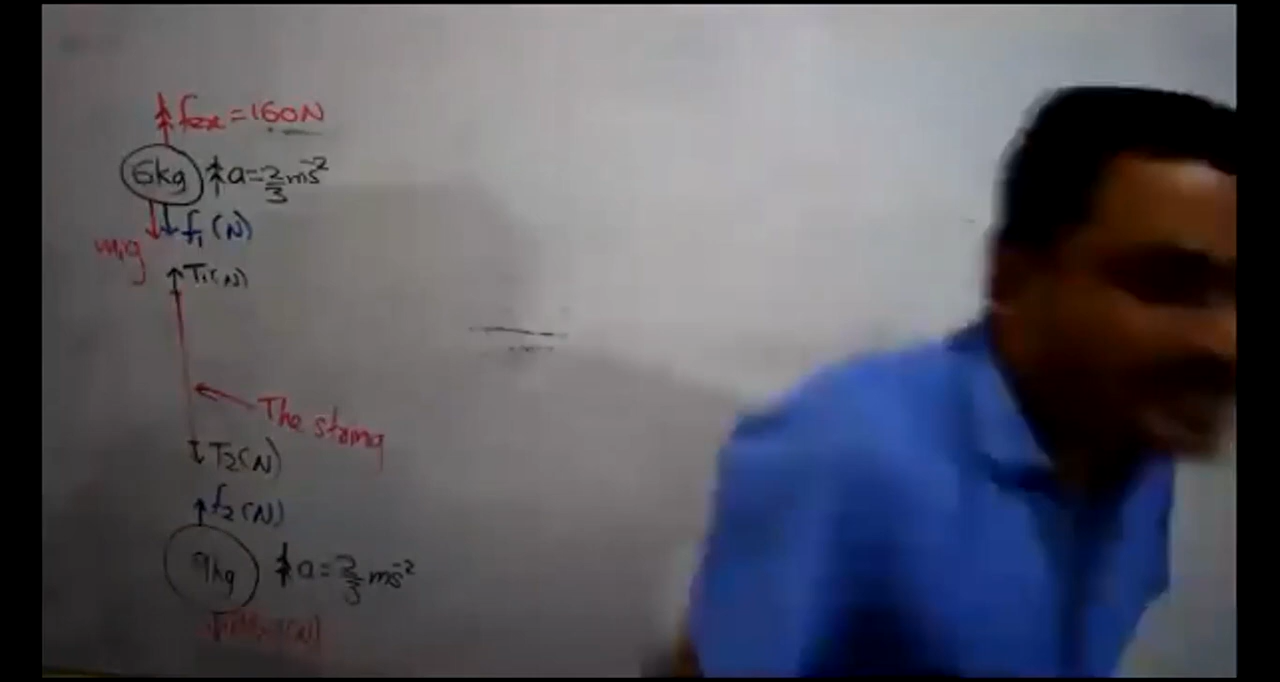 fex = 160N
6kg a = 2/3 ms⁻²
f₁ (N)
m₁g
T₁(N)
The string
T₂(N)
f₂(N)
9kg a = 2/3 ms⁻²